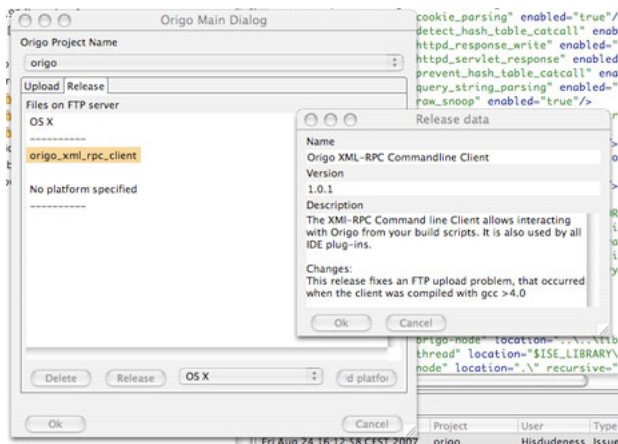 Origo Main Dialog
Origo Project Name
origo
Upload
Release
Files on FTP server
OS X
----------
origo_xml_rpc_client
No platform specified
----------
Delete
Release
OS X
d platfor
Ok
Cancel
Release data
Name
Origo XML-RPC Commandline Client
Version
1.0.1
Description
The XMl-RPC Command line Client allows interacting
with Origo from your build scripts. It is also used by all
IDE plug-ins.
Changes:
This release fixes an FTP upload problem, that occurred
when the client was compiled with gcc >4.0
Ok
Cancel
cookie_parsing" enabled="true"/
detect_hash_table_catcall" enab
httpd_response_write" enabled=
httpd_servlet_response" enabled
prevent_hash_table_catcall" ena
query_string_parsing" enabled="
raw_snoop" enabled="true"/>
origo-node" location="..\..\lib
thread" location="$ISE_LIBRARY\
node" location=".\" recursive="
Project
User
Type
Fri Aug 24 16:12:58 CEST 2007
origo
Hisdudeness
Issue